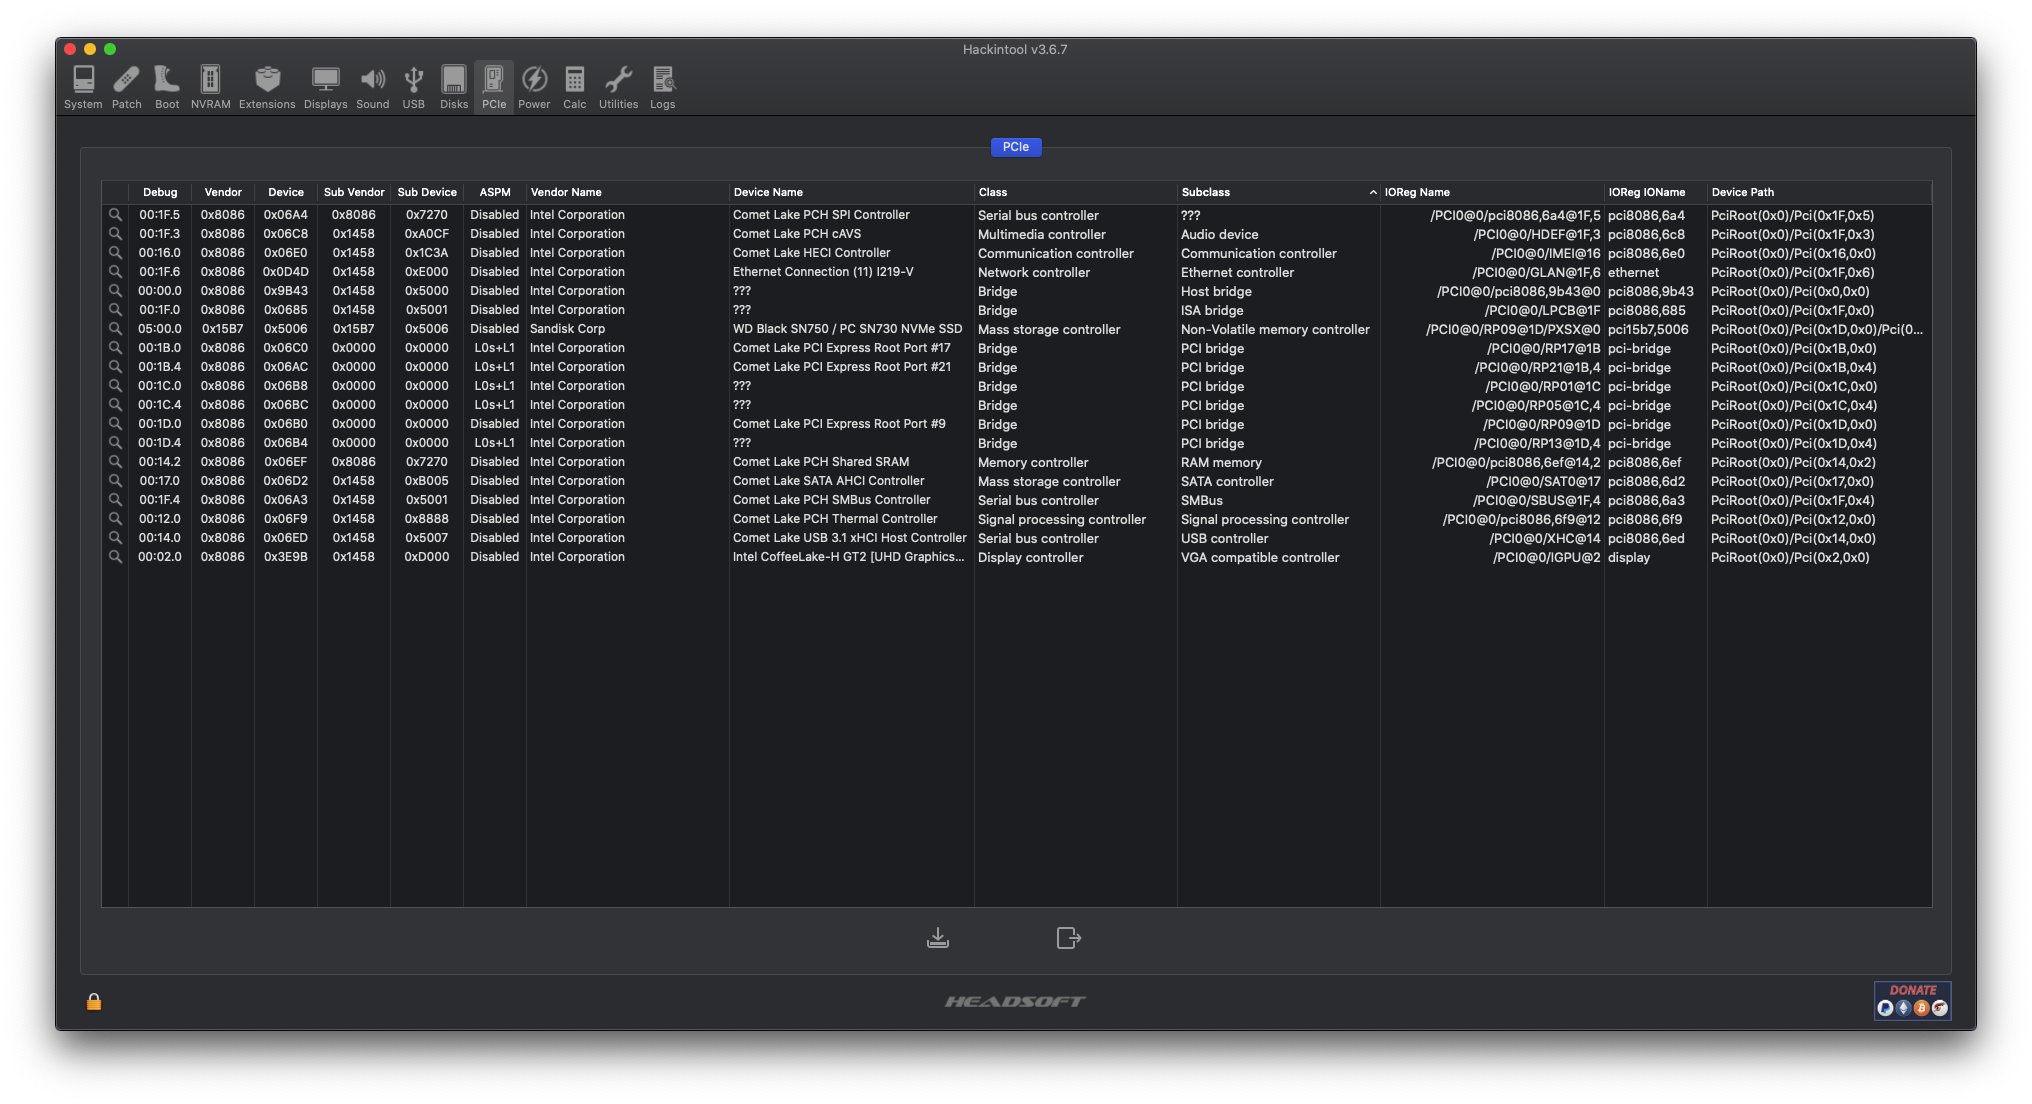 Hackintool v3.6.7
System Patch Boot NVRAM Extensions Displays Sound USB Disks PCIe Power Calc Utilities Logs
PCIe
Debug Vendor Device Sub Vendor Sub Device ASPM Vendor Name Device Name Class Subclass IOReg Name IOReg IOName Device Path
00:1F.5 0x8086 0x06A4 0x8086 0x7270 Disabled Intel Corporation Comet Lake PCH SPI Controller Serial bus controller ??? /PCI0@0/pci8086,6a4@1F,5 pci8086,6a4 PciRoot(0x0)/Pci(0x1F,0x5)
00:1F.3 0x8086 0x06C8 0x1458 0xA0CF Disabled Intel Corporation Comet Lake PCH cAVS Multimedia controller Audio device /PCI0@0/HDEF@1F,3 pci8086,6c8 PciRoot(0x0)/Pci(0x1F,0x3)
00:16.0 0x8086 0x06E0 0x1458 0x1C3A Disabled Intel Corporation Comet Lake HECI Controller Communication controller Communication controller /PCI0@0/IMEI@16 pci8086,6e0 PciRoot(0x0)/Pci(0x16,0x0)
00:1F.6 0x8086 0x0D4D 0x1458 0xE000 Disabled Intel Corporation Ethernet Connection (11) I219-V Network controller Ethernet controller /PCI0@0/GLAN@1F,6 ethernet PciRoot(0x0)/Pci(0x1F,0x6)
00:00.0 0x8086 0x9B43 0x1458 0x5000 Disabled Intel Corporation ??? Bridge Host bridge /PCI0@0/pci8086,9b43@0 pci8086,9b43 PciRoot(0x0)/Pci(0x0,0x0)
00:1F.0 0x8086 0x0685 0x1458 0x5001 Disabled Intel Corporation ??? Bridge ISA bridge /PCI0@0/LPCB@1F pci8086,685 PciRoot(0x0)/Pci(0x1F,0x0)
05:00.0 0x15B7 0x5006 0x15B7 0x5006 Disabled Sandisk Corp WD Black SN750 / PC SN730 NVMe SSD Mass storage controller Non-Volatile memory controller /PCI0@0/RP09@1D/PXSX@0 pci15b7,5006 PciRoot(0x0)/Pci(0x1D,0x0)/Pci(0...
00:1B.0 0x8086 0x06C0 0x0000 0x0000 L0s+L1 Intel Corporation Comet Lake PCI Express Root Port #17 Bridge PCI bridge /PCI0@0/RP17@1B pci-bridge PciRoot(0x0)/Pci(0x1B,0x0)
00:1B.4 0x8086 0x06AC 0x0000 0x0000 L0s+L1 Intel Corporation Comet Lake PCI Express Root Port #21 Bridge PCI bridge /PCI0@0/RP21@1B,4 pci-bridge PciRoot(0x0)/Pci(0x1B,0x4)
00:1C.0 0x8086 0x06B8 0x0000 0x0000 L0s+L1 Intel Corporation ??? Bridge PCI bridge /PCI0@0/RP01@1C pci-bridge PciRoot(0x0)/Pci(0x1C,0x0)
00:1C.4 0x8086 0x06BC 0x0000 0x0000 L0s+L1 Intel Corporation ??? Bridge PCI bridge /PCI0@0/RP05@1C,4 pci-bridge PciRoot(0x0)/Pci(0x1C,0x4)
00:1D.0 0x8086 0x06B0 0x0000 0x0000 Disabled Intel Corporation Comet Lake PCI Express Root Port #9 Bridge PCI bridge /PCI0@0/RP09@1D pci-bridge PciRoot(0x0)/Pci(0x1D,0x0)
00:1D.4 0x8086 0x06B4 0x0000 0x0000 L0s+L1 Intel Corporation ??? Bridge PCI bridge /PCI0@0/RP13@1D,4 pci-bridge PciRoot(0x0)/Pci(0x1D,0x4)
00:14.2 0x8086 0x06EF 0x8086 0x7270 Disabled Intel Corporation Comet Lake PCH Shared SRAM Memory controller RAM memory /PCI0@0/pci8086,6ef@14,2 pci8086,6ef PciRoot(0x0)/Pci(0x14,0x2)
00:17.0 0x8086 0x06D2 0x1458 0xB005 Disabled Intel Corporation Comet Lake SATA AHCI Controller Mass storage controller SATA controller /PCI0@0/SAT0@17 pci8086,6d2 PciRoot(0x0)/Pci(0x17,0x0)
00:1F.4 0x8086 0x06A3 0x1458 0x5001 Disabled Intel Corporation Comet Lake PCH SMBus Controller Serial bus controller SMBus /PCI0@0/SBUS@1F,4 pci8086,6a3 PciRoot(0x0)/Pci(0x1F,0x4)
00:12.0 0x8086 0x06F9 0x1458 0x8888 Disabled Intel Corporation Comet Lake PCH Thermal Controller Signal processing controller Signal processing controller /PCI0@0/pci8086,6f9@12 pci8086,6f9 PciRoot(0x0)/Pci(0x12,0x0)
00:14.0 0x8086 0x06ED 0x1458 0x5007 Disabled Intel Corporation Comet Lake USB 3.1 xHCI Host Controller Serial bus controller USB controller /PCI0@0/XHC@14 pci8086,6ed PciRoot(0x0)/Pci(0x14,0x0)
00:02.0 0x8086 0x3E9B 0x1458 0xD000 Disabled Intel Corporation Intel CoffeeLake-H GT2 [UHD Graphics... Display controller VGA compatible controller /PCI0@0/IGPU@2 display PciRoot(0x0)/Pci(0x2,0x0)
HEADSOFT
DONATE